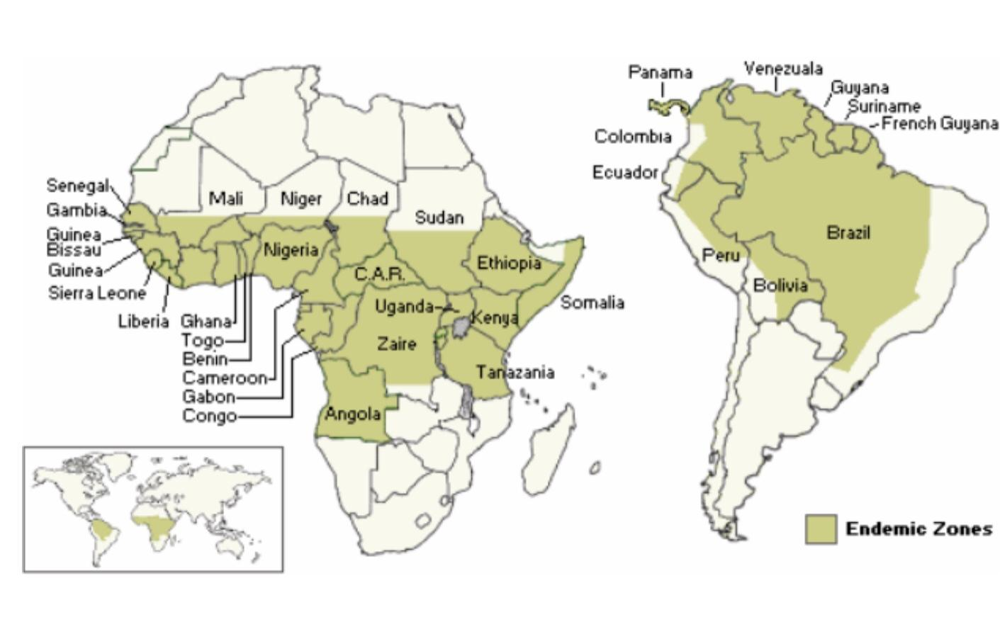 Panama
Venezuala
Guyana
Suriname
French Guyana
Colombia
Ecuador
Senegal
Gambia
Guinea
Bissau
Guinea
Sierra Leone
Liberia
Ghana
Togo
Benin
Cameroon
Gabon
Congo
Mali
Niger
Chad
Sudan
Nigeria
C.A.R.
Ethiopia
Uganda
Kenya
Somalia
Zaire
Tanazania
Angola
Peru
Brazil
Bolivia
Endemic Zones